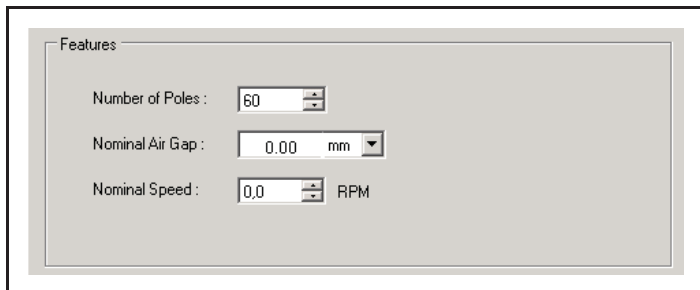 Features
Number of Poles : 60
Nominal Air Gap : 0.00 mm
Nominal Speed : 0,0 RPM